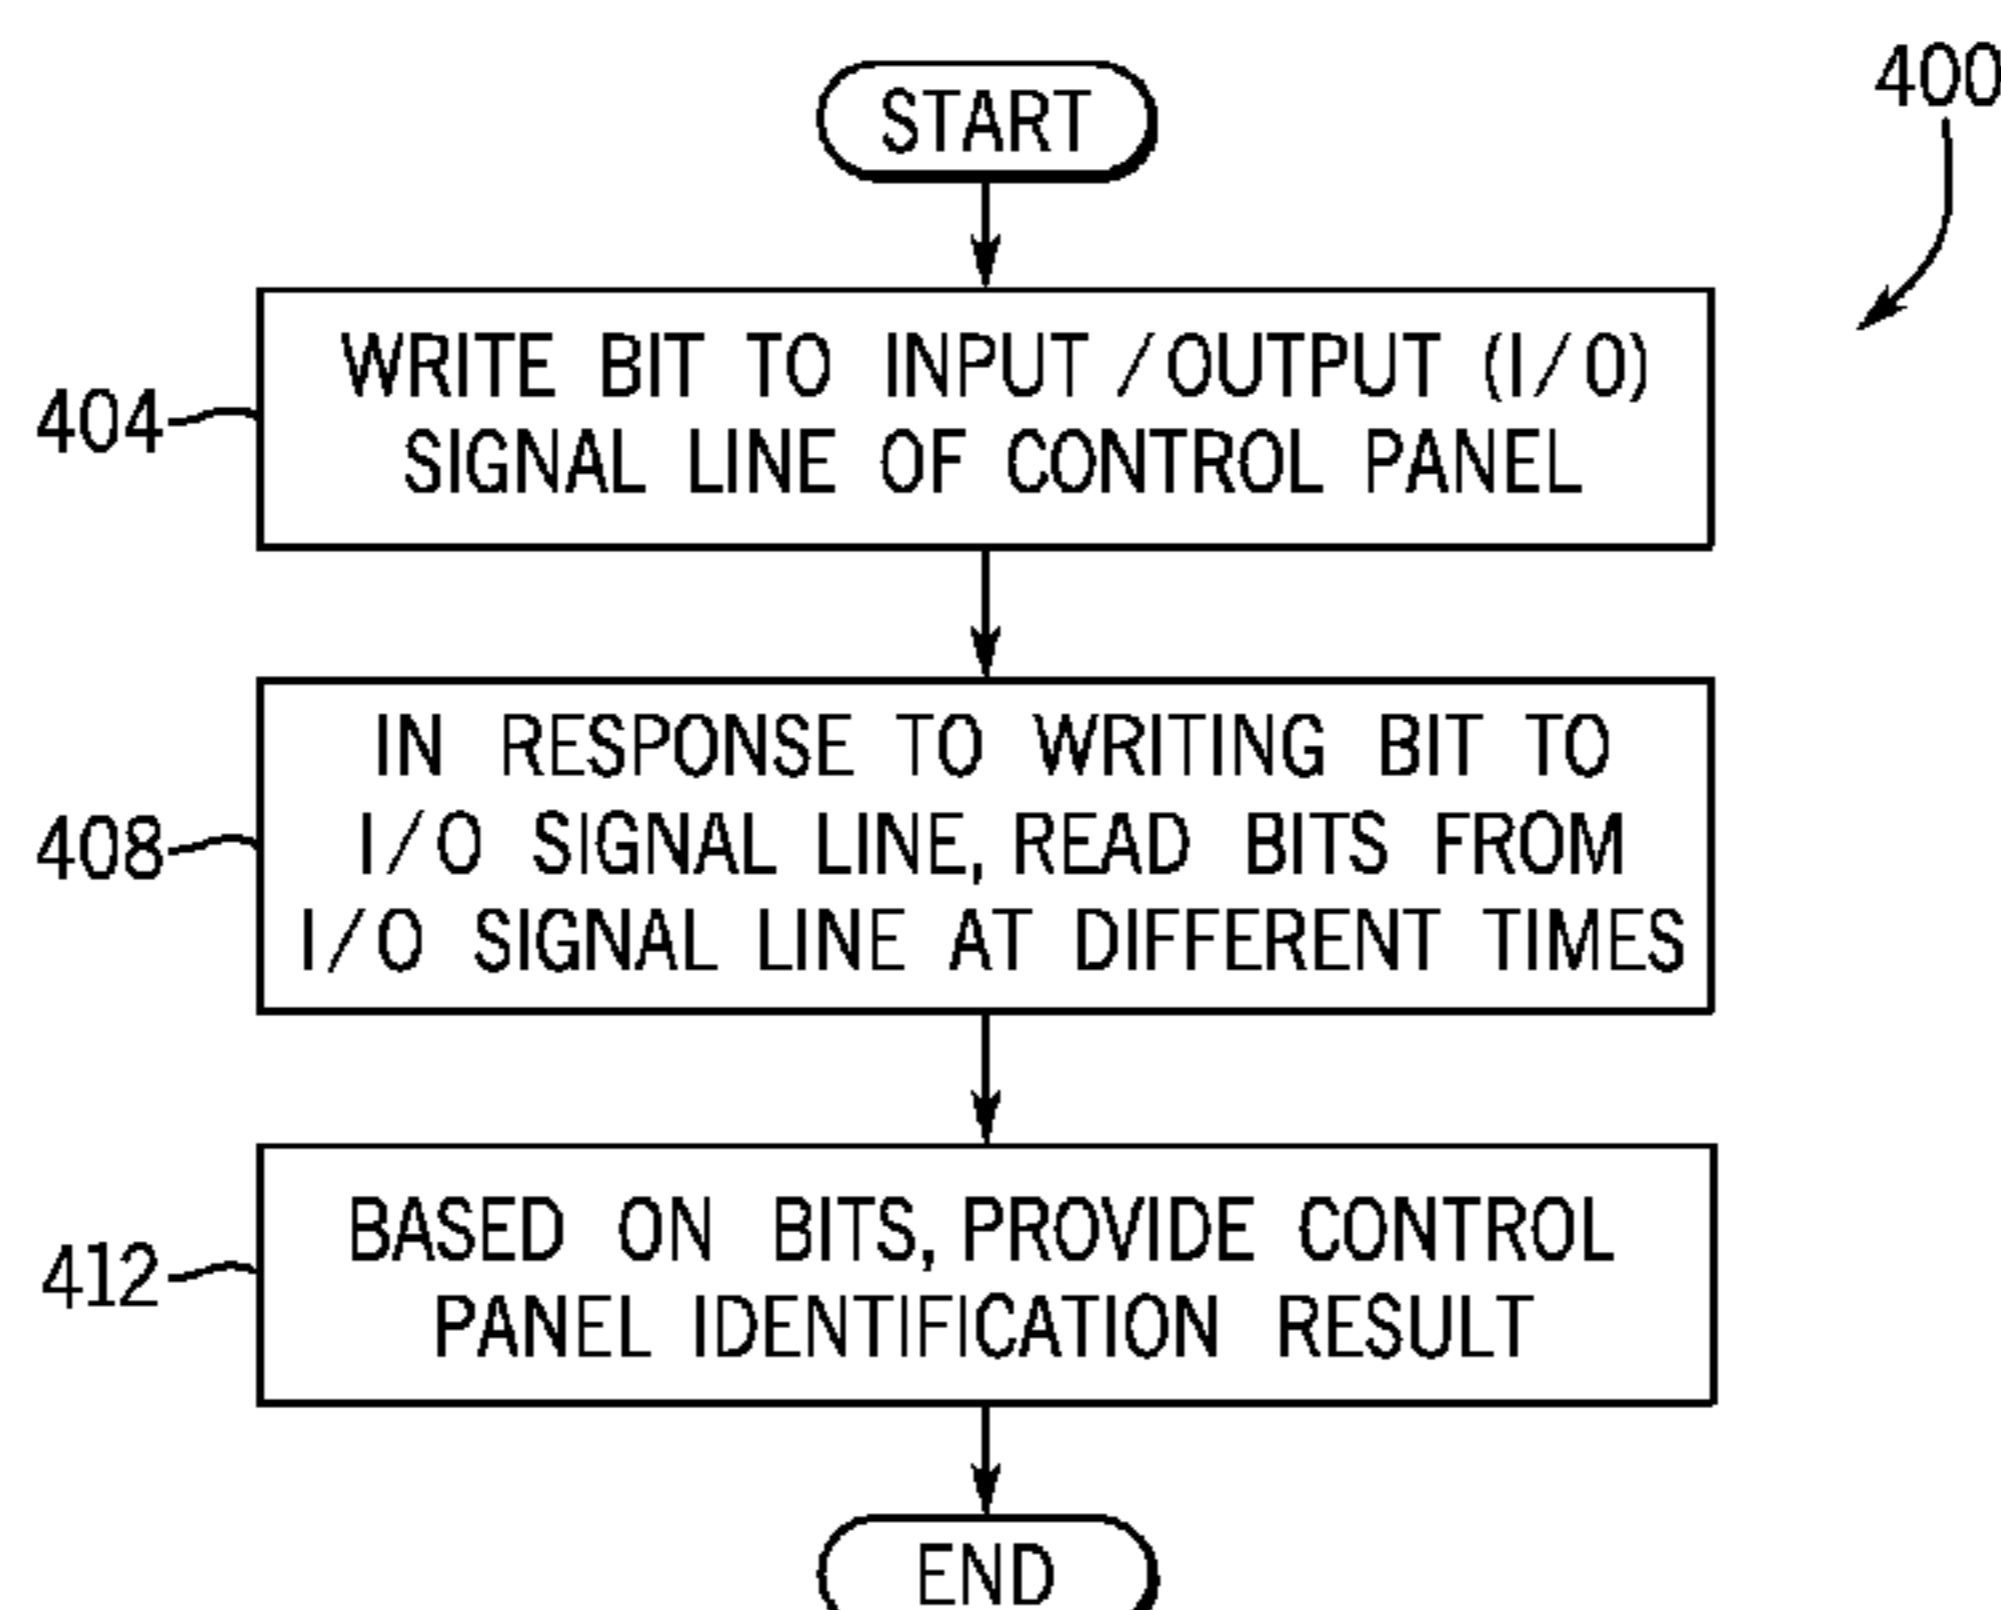 START
400
WRITE BIT TO INPUT/OUTPUT (I/O)
SIGNAL LINE OF CONTROL PANEL
404
IN RESPONSE TO WRITING BIT TO
I/O SIGNAL LINE, READ BITS FROM
I/O SIGNAL LINE AT DIFFERENT TIMES
408
BASED ON BITS, PROVIDE CONTROL
PANEL IDENTIFICATION RESULT
412
END